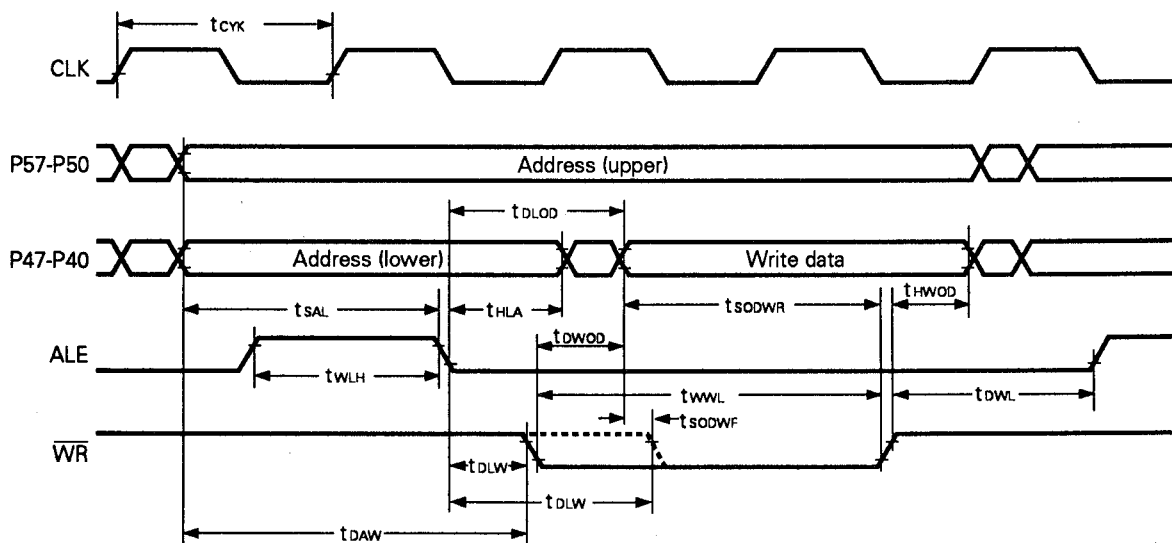 tCYK
CLK
P57-P50
Address (upper)
tDLOD
P47-P40
Address (lower)
Write data
tSAL
tHLA
tSODWR
tHWOD
tDWOD
ALE
tWLH
tWWL
tDWL
tSODWF
WR
tDLW
tDLW
tDAW